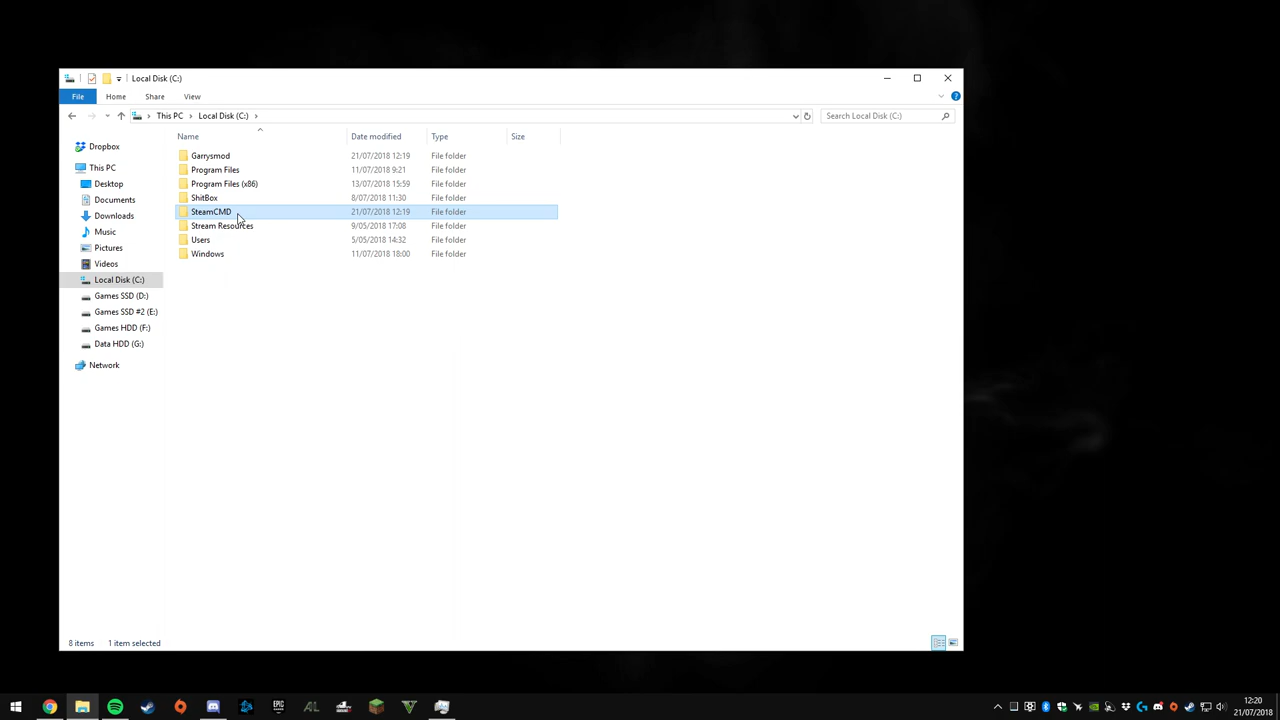 Local Disk (C:)
File Home Share View
This PC Local Disk (C:) Search Local Disk (C:)
Name Date modified Type Size
Dropbox
This PC
Desktop
Documents
Downloads
Music
Pictures
Videos
Local Disk (C:)
Games SSD (D:)
Games SSD #2 (E:)
Games HDD (F:)
Data HDD (G:)
Network
Garrysmod 21/07/2018 12:19 File folder
Program Files 11/07/2018 9:21 File folder
Program Files (x86) 13/07/2018 15:59 File folder
ShitBox 8/07/2018 11:30 File folder
SteamCMD 21/07/2018 12:19 File folder
Stream Resources 9/05/2018 17:08 File folder
Users 5/05/2018 14:32 File folder
Windows 11/07/2018 18:00 File folder
8 items 1 item selected
EPIC
GAMES
AL
12:20
21/07/2018